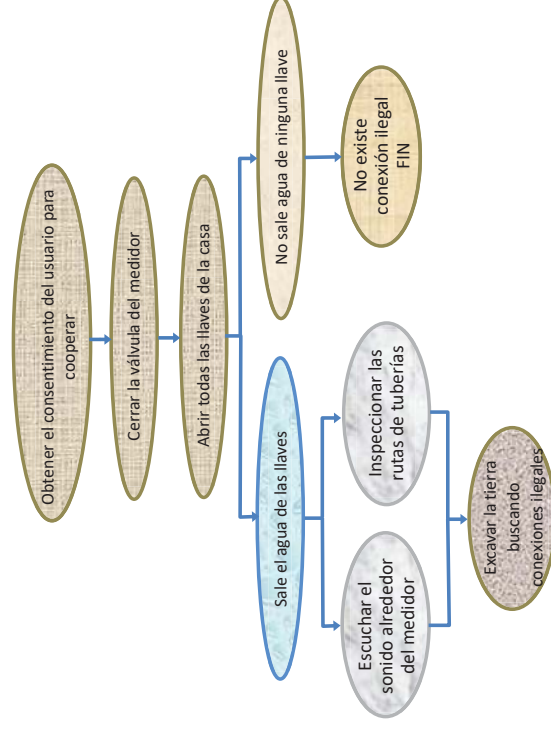 Obtener el consentimiento del usuario para
cooperar
Cerrar la válvula del medidor
Abrir todas las llaves de la casa
Sale el agua de las llaves
No sale agua de ninguna llave
Escuchar el
sonido alrededor
del medidor
Inspeccionar las
rutas de tuberías
No existe
conexión ilegal
FIN
Excavar la tierra
buscando
conexiones ilegales